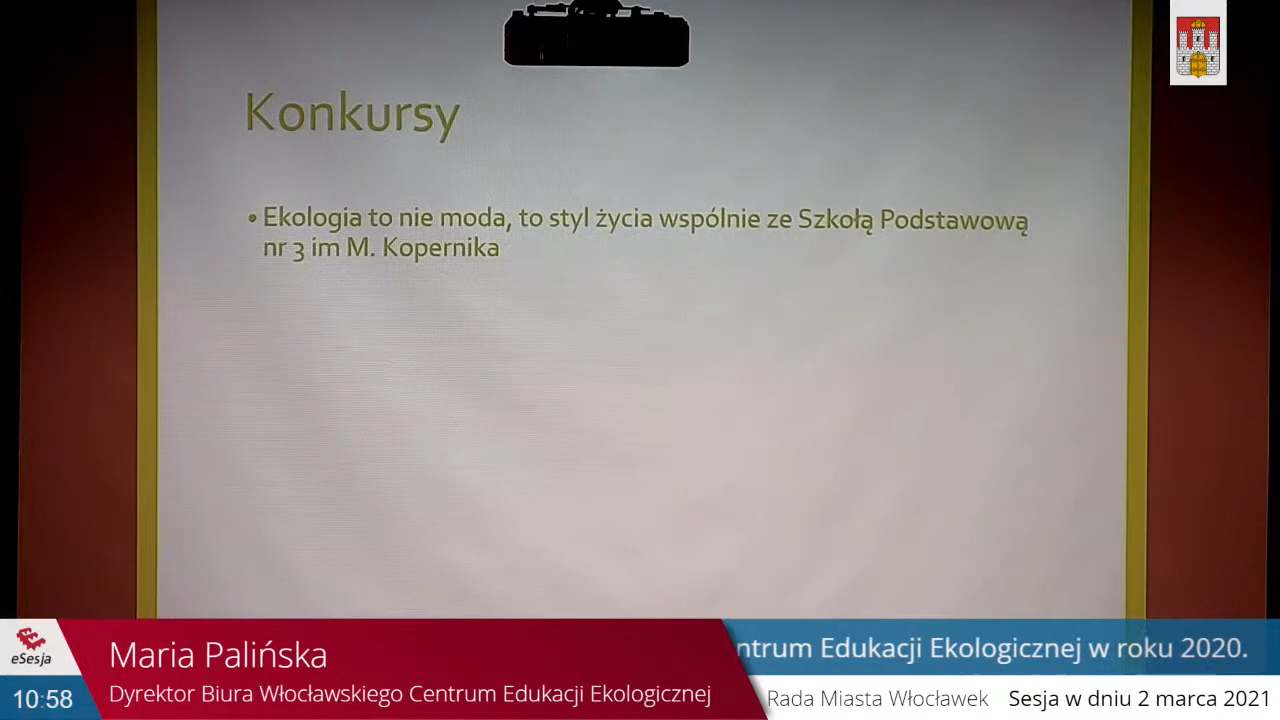 Konkursy
• Ekologia to nie moda, to styl życia wspólnie ze Szkołą Podstawową
nr 3 im M. Kopernika
eSesja
10:58
Maria Palińska
Dyrektor Biura Włocławskiego Centrum Edukacji Ekologicznej
ntrum Edukacji Ekologicznej w roku 2020.
Rada Miasta Włocławek Sesja w dniu 2 marca 2021